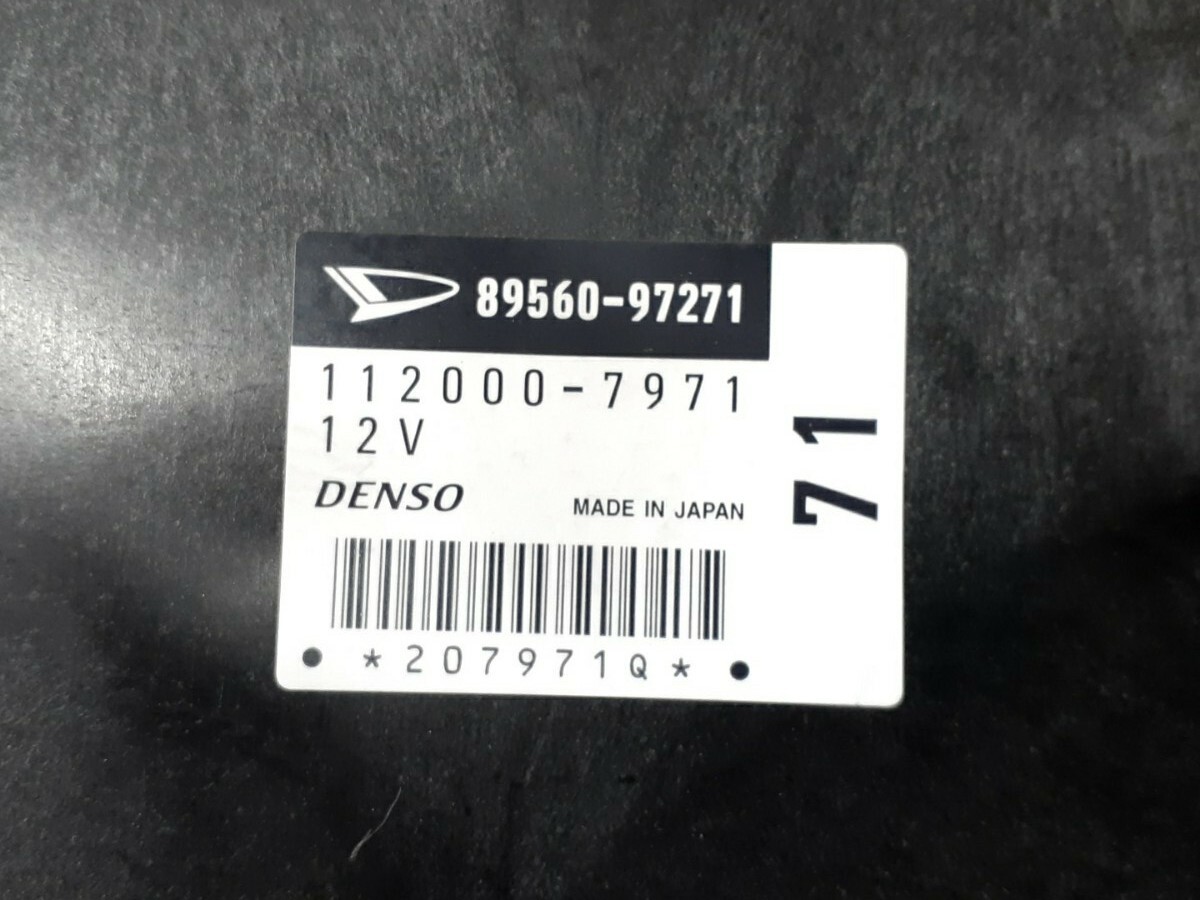 89560-97271
112000-7971
12V
DENSO MADE IN JAPAN
*207971Q*
71